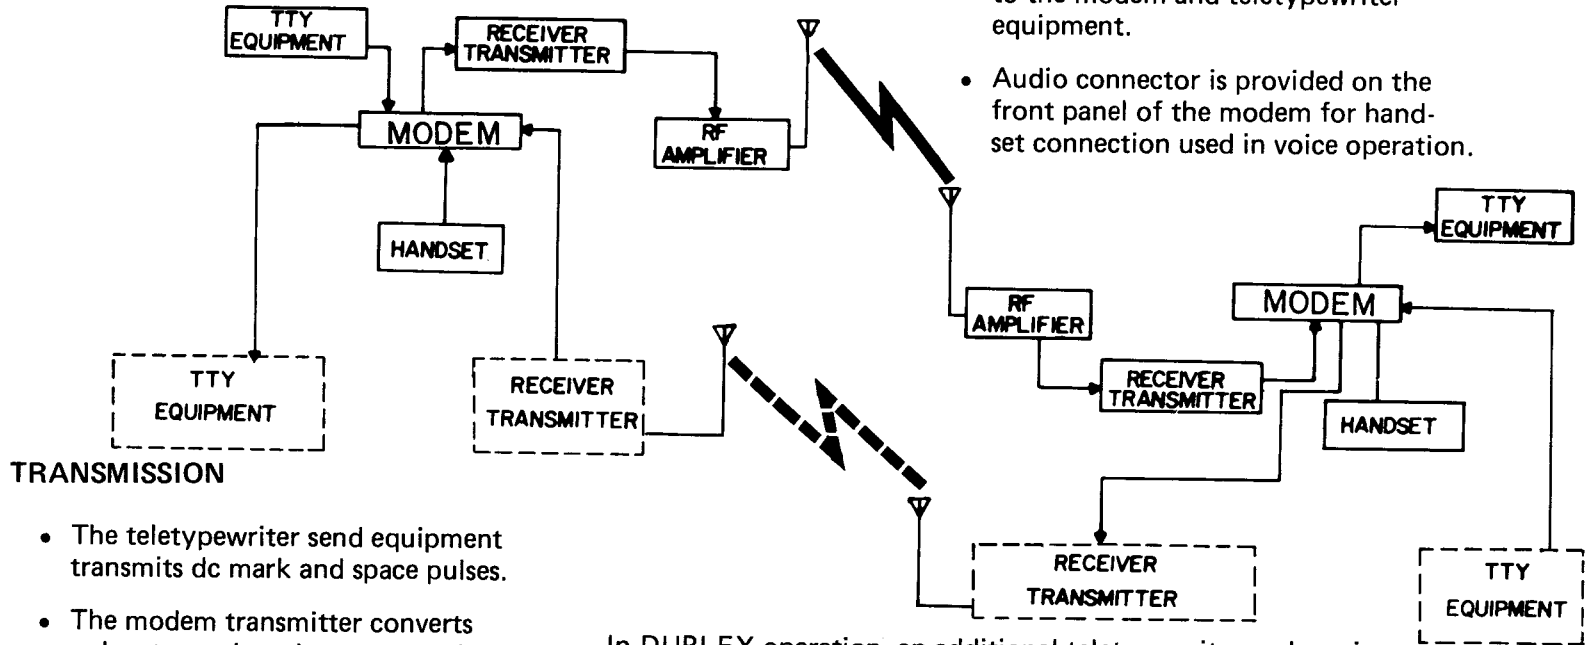 to the modem and teletypewriter
equipment.
• Audio connector is provided on the
front panel of the modem for hand-
set connection used in voice operation.
TTY
EQUIPMENT
RECEIVER
TRANSMITTER
MODEM
RF
AMPLIFIER
HANDSET
TTY
EQUIPMENT
RECEIVER
TRANSMITTER
TTY
EQUIPMENT
MODEM
RF
AMPLIFIER
RECEIVER
TRANSMITTER
HANDSET
RECEIVER
TRANSMITTER
TTY
EQUIPMENT
TRANSMISSION
• The teletypewriter send equipment
transmits dc mark and space pulses.
• The modem transmitter converts
In DUPLEX operation, an additional